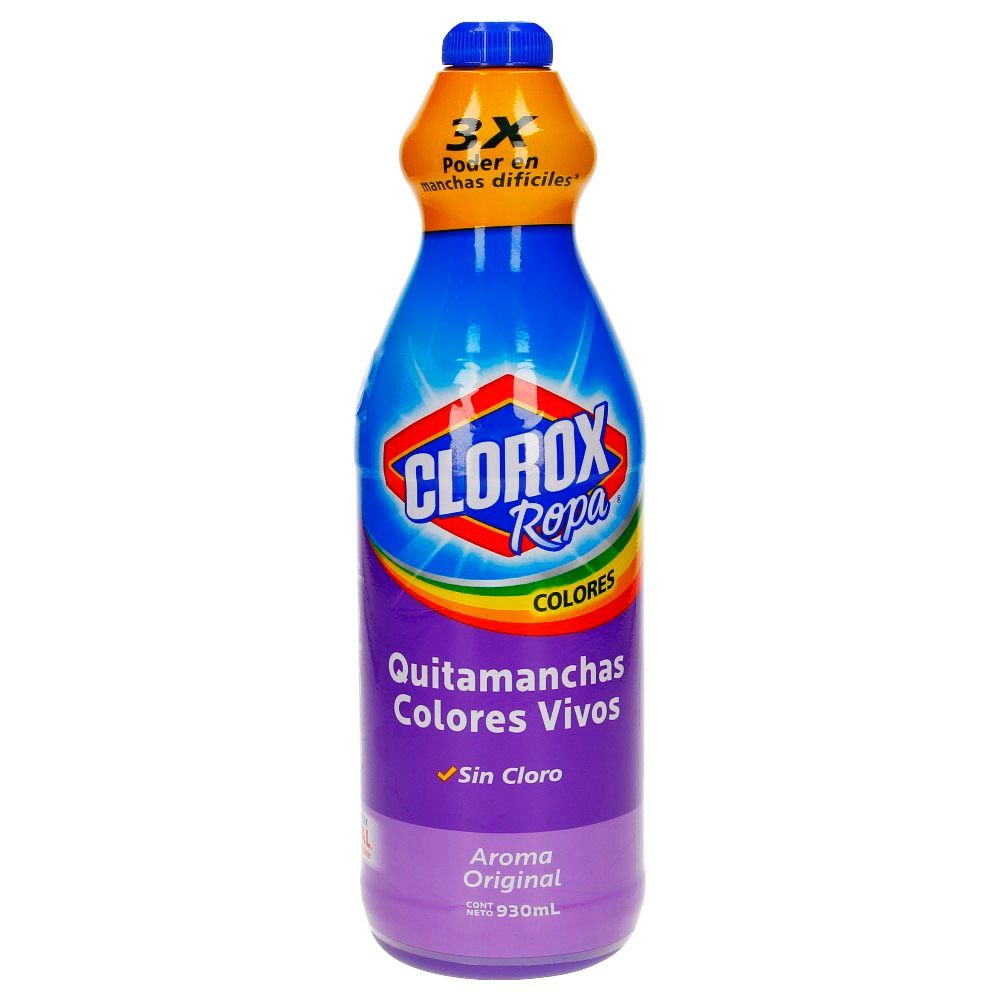 3X
Poder en
manchas difíciles*
CLOROX
Ropa®
COLORES
Quitamanchas
Colores Vivos
Sin Cloro
Aroma
Original
CONT
NETO 930mL